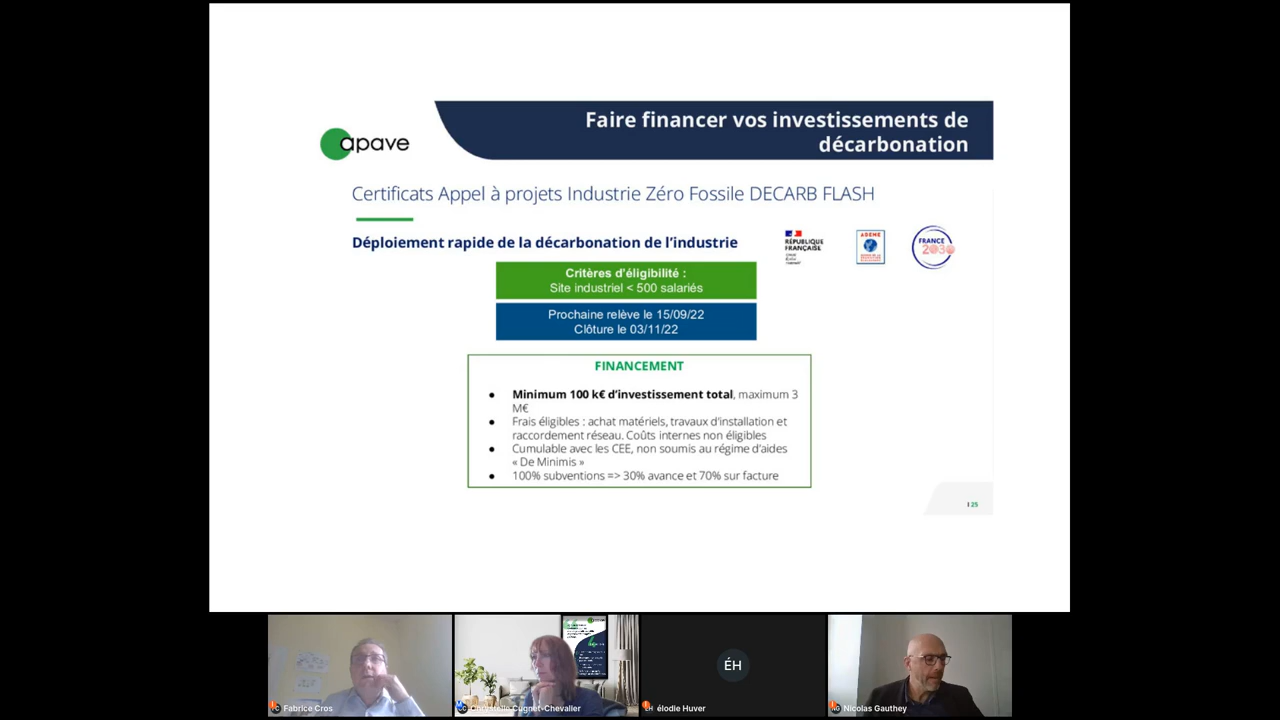 Faire financer vos investissements de
décarbonation
apave
Certificats Appel à projets Industrie Zéro Fossile DECARB FLASH
Déploiement rapide de la décarbonation de l'industrie
RÉPUBLIQUE
FRANÇAISE
ADEME
FRANCE
2030
Critères d'éligibilité :
Site industriel < 500 salariés
Prochaine relève le 15/09/22
Clôture le 03/11/22
FINANCEMENT
● Minimum 100 k€ d'investissement total, maximum 3
M€
● Frais éligibles : achat matériels, travaux d'installation et
raccordement réseau. Coûts internes non éligibles
● Cumulable avec les CEE, non soumis au régime d'aides
« De Minimis »
● 100% subventions => 30% avance et 70% sur facture
I 25
ÉH
Fabrice Cros
Chrystelle Cugnet-Chevalier
élodie Huver
Nicolas Gauthey